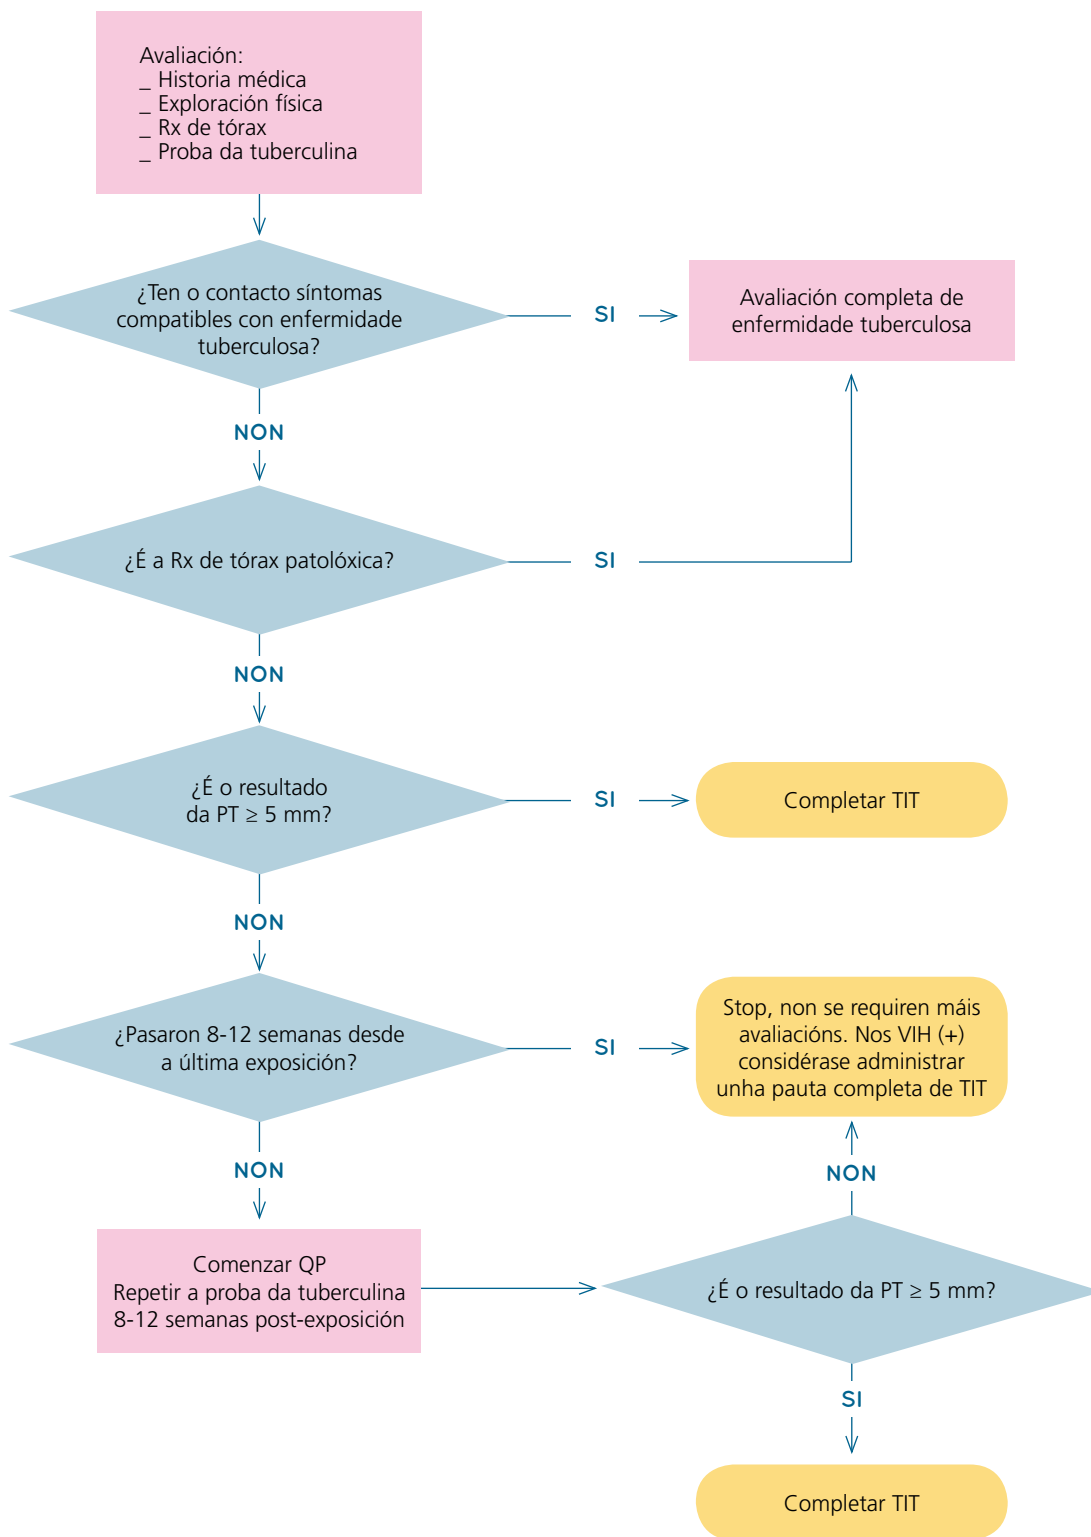 Avaliación:
_ Historia médica
_ Exploración física
_ Rx de tórax
_ Proba da tuberculina
¿Ten o contacto síntomas
compatibles con enfermidade
tuberculosa?
SI
Avaliación completa de
enfermidade tuberculosa
NON
¿É a Rx de tórax patolóxica?
SI
NON
¿É o resultado
da PT ≥ 5 mm?
SI
Completar TIT
NON
¿Pasaron 8-12 semanas desde
a última exposición?
SI
Stop, non se requiren máis
avaliacións. Nos VIH (+)
considérase administrar
unha pauta completa de TIT
NON
NON
Comenzar QP
Repetir a proba da tuberculina
8-12 semanas post-exposición
¿É o resultado da PT ≥ 5 mm?
SI
Completar TIT